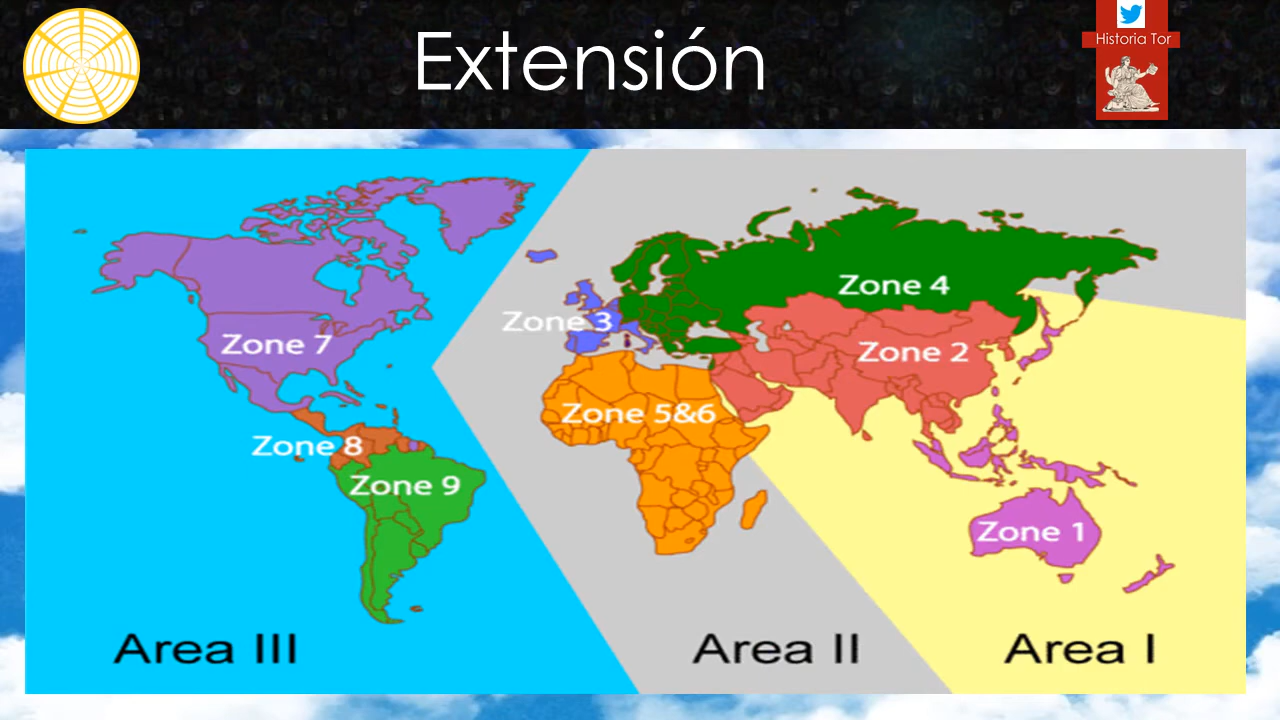 Extensión
Historia Tor
Zone 4
Zone 3
Zone 7
Zone 2
Zone 5&6
Zone 8
Zone 9
Zone 1
Area III
Area II
Area I